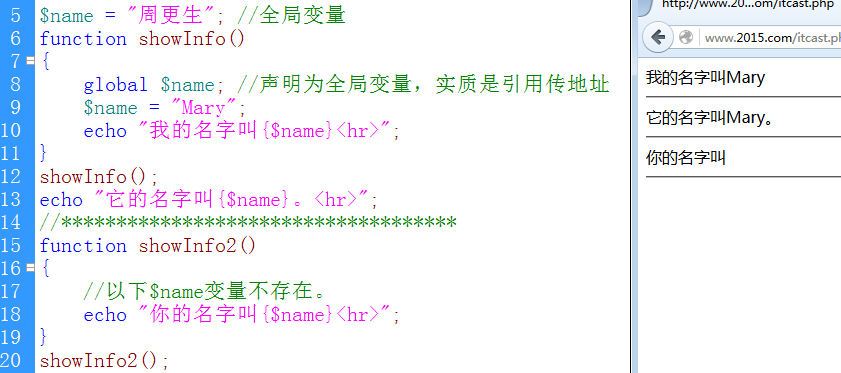 5 $name = "周更生"; //全局变量
6 function showInfo()
7 {
8 global $name; //声明为全局变量，实质是引用传地址
9 $name = "Mary";
10 echo "我的名字叫{$name}<hr>";
11 }
12 showInfo();
13 echo "它的名字叫{$name}。<hr>";
14 //************************************
15 function showInfo2()
16 {
17 //以下$name变量不存在。
18 echo "你的名字叫{$name}<hr>";
19 }
20 showInfo2();
http://www.20...om/itcast.php
www.2015.com/itcast.ph
我的名字叫Mary
它的名字叫Mary。
你的名字叫